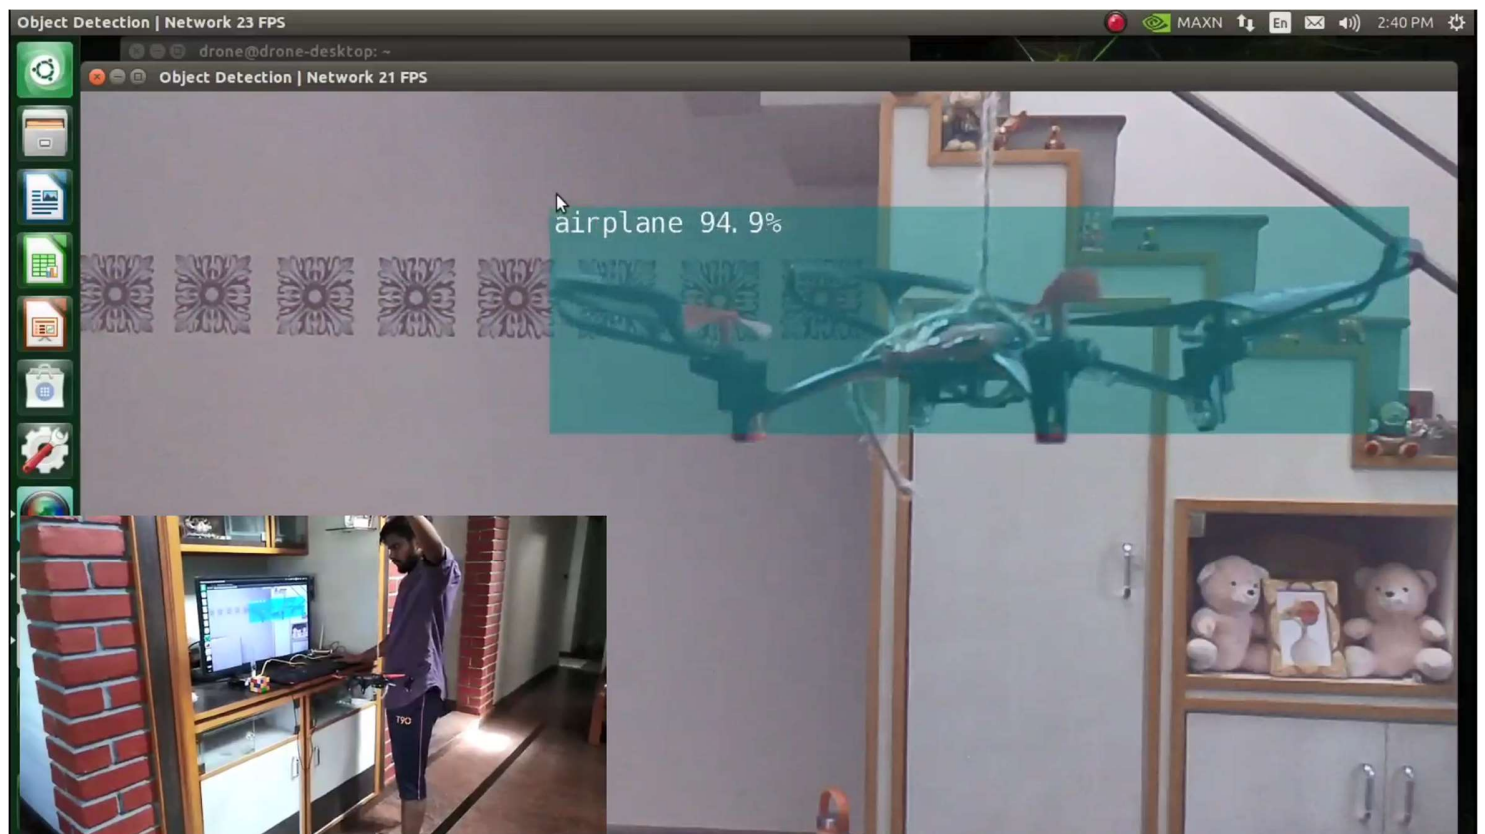 Object Detection | Network 23 FPS
MAXN
En
2:40 PM
drone@drone-desktop: ~
Object Detection | Network 21 FPS
airplane 94.9%
T90